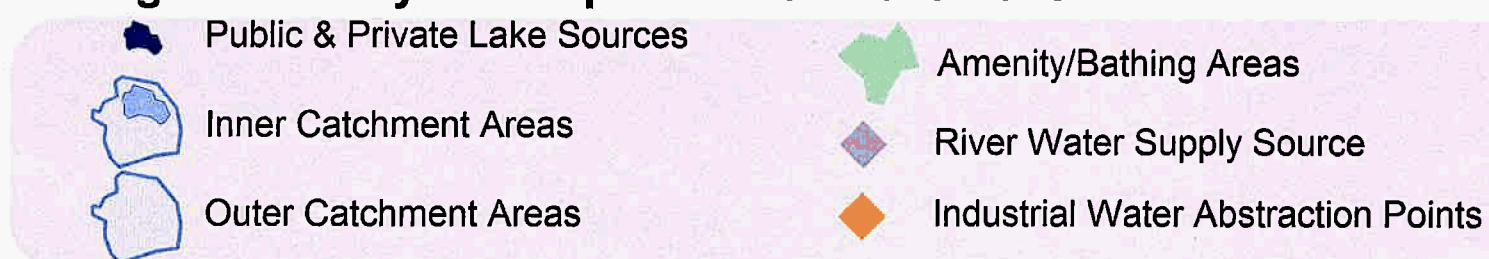 Public & Private Lake Sources
Inner Catchment Areas
Outer Catchment Areas
Amenity/Bathing Areas
River Water Supply Source
Industrial Water Abstraction Points